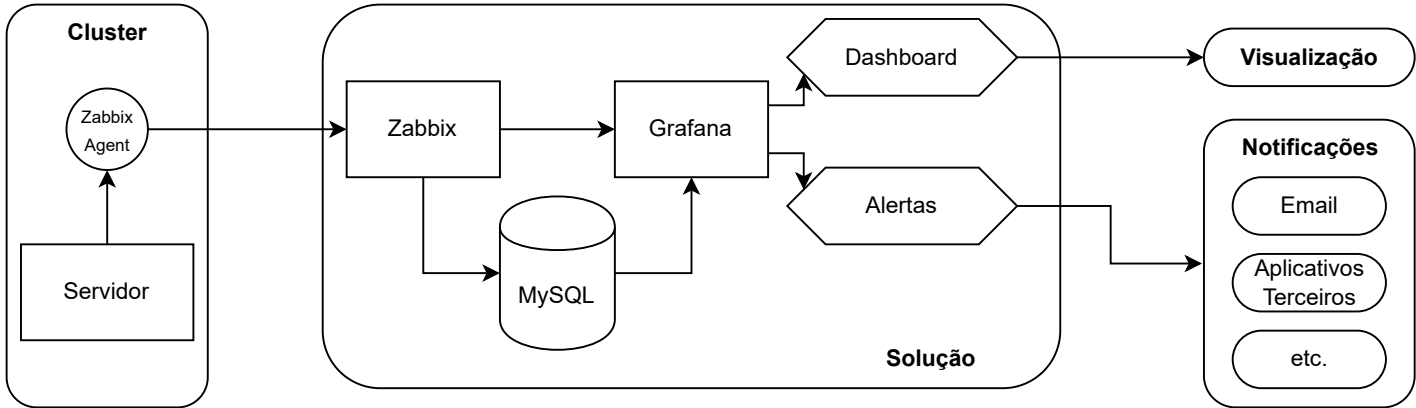 Cluster
Zabbix
Agent
Servidor
Zabbix
Grafana
MySQL
Dashboard
Alertas
Solução
Visualização
Notificações
Email
Aplicativos
Terceiros
etc.